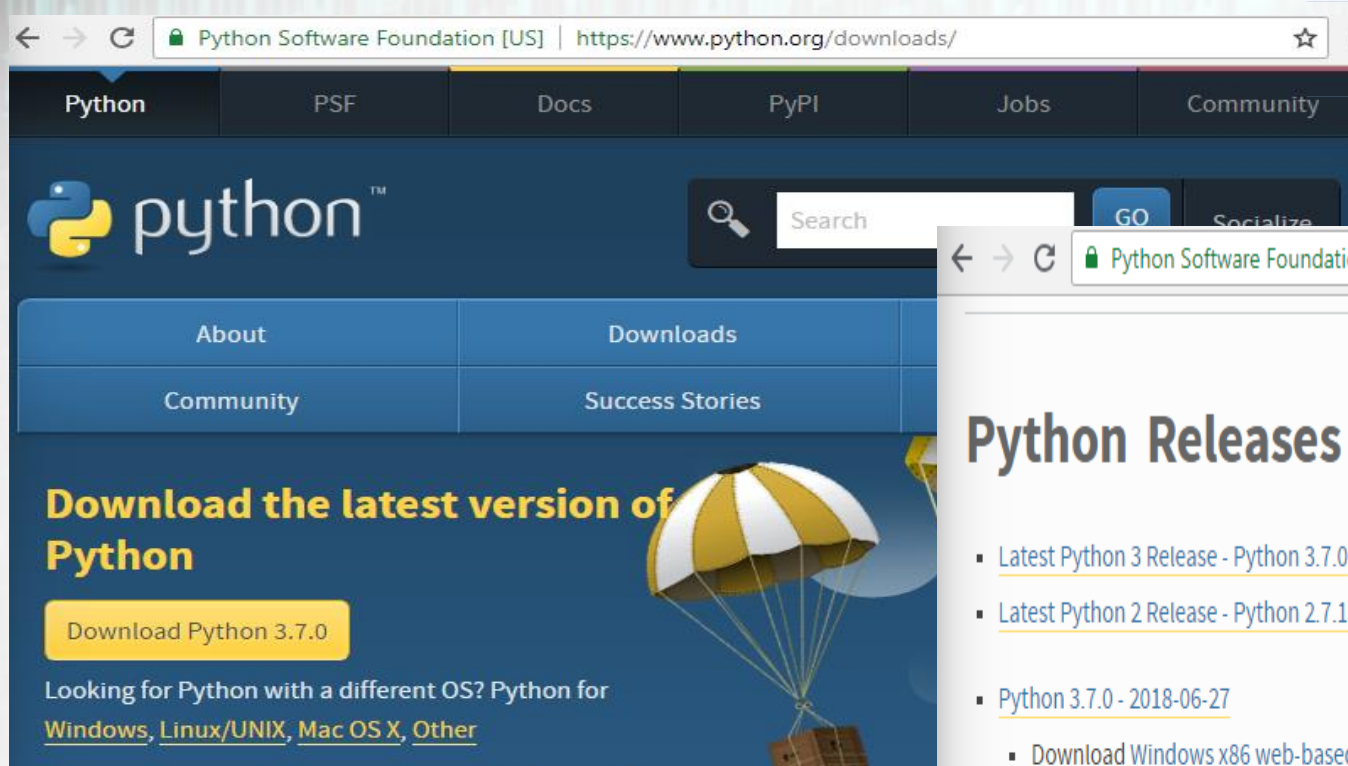 Python Software Foundation [US] | https://www.python.org/downloads/
Python PSF Docs PyPI Jobs Community
python™
Search GO Socialize
About Downloads
Community Success Stories
Download the latest version of
Python
Download Python 3.7.0
Looking for Python with a different OS? Python for
Windows, Linux/UNIX, Mac OS X, Other
Python Software
Python Releases
Latest Python 3 Release - Python 3.7.0
Latest Python 2 Release - Python 2.7.1
Python 3.7.0 - 2018-06-27
Download Windows x86